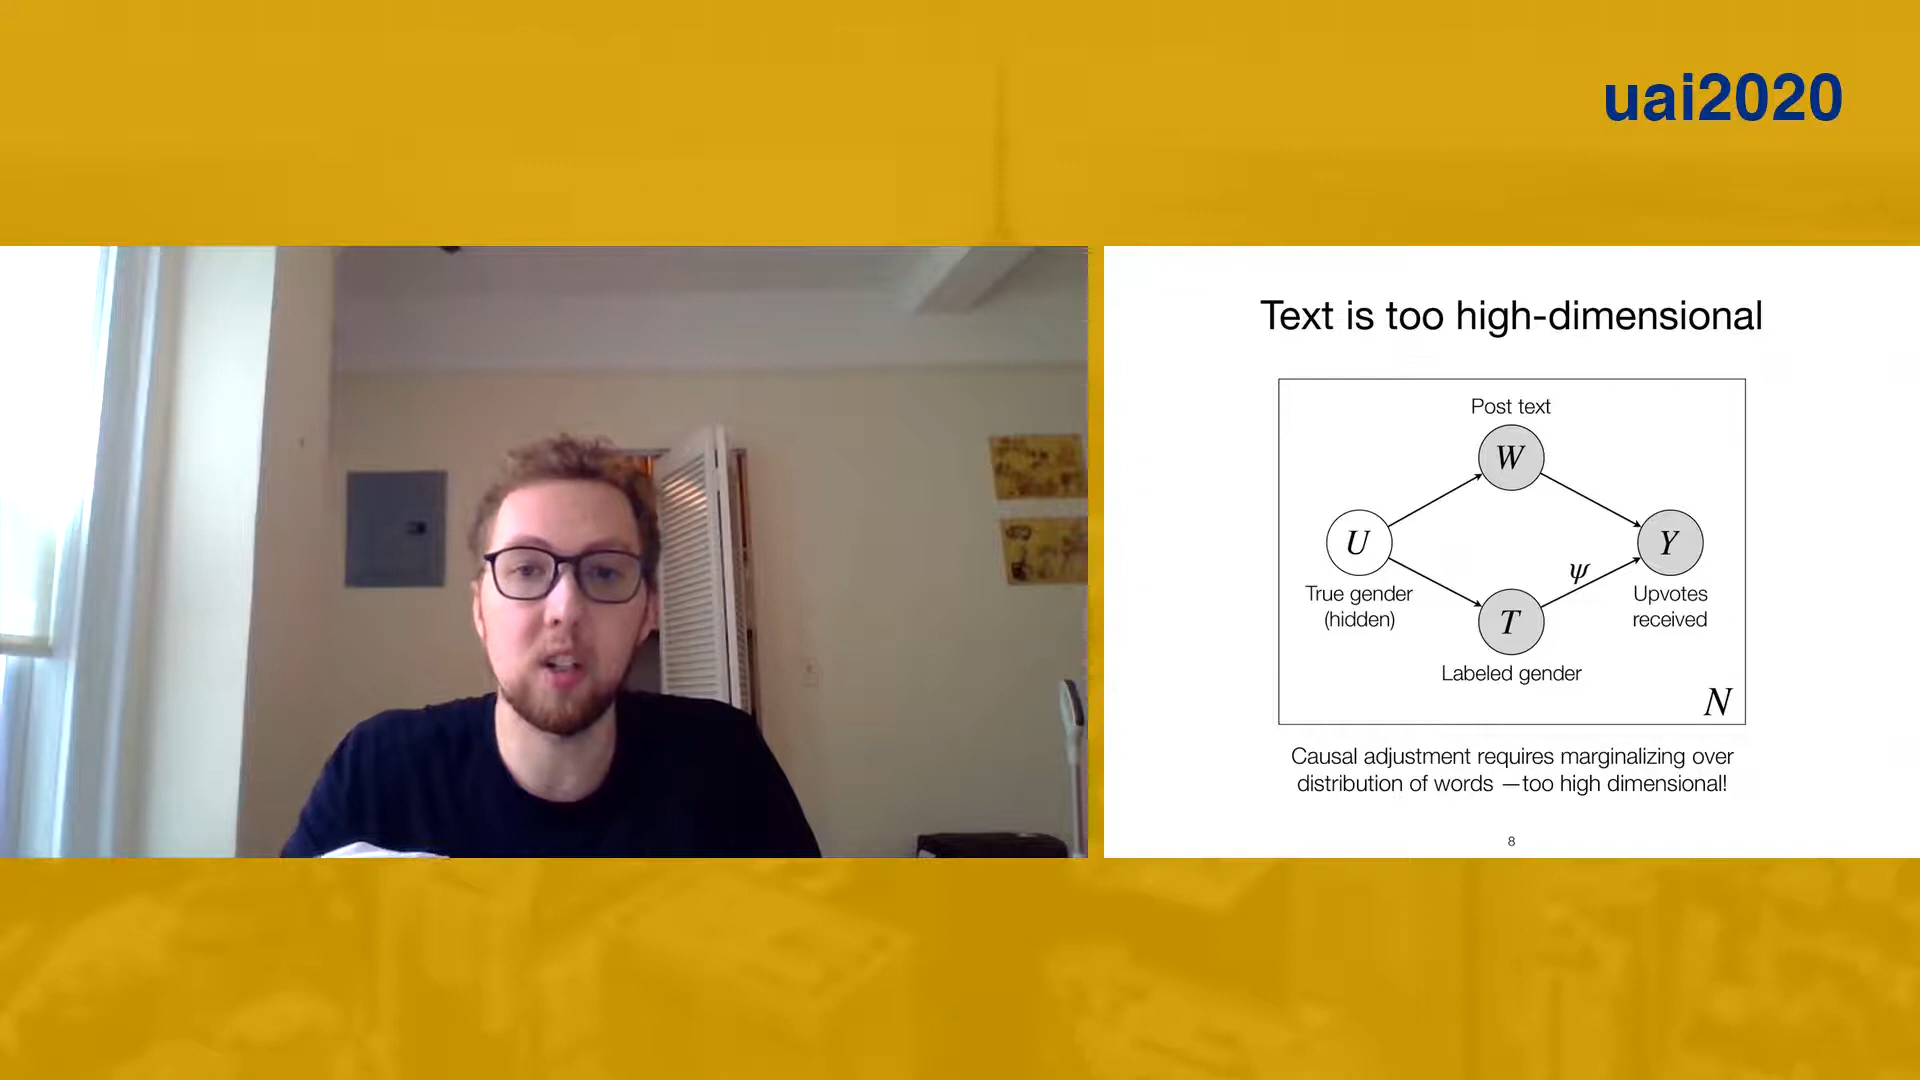 uai2020
Text is too high-dimensional
Post text
W
U
Y
ψ
True gender
(hidden)
Upvotes
received
T
Labeled gender
N
Causal adjustment requires marginalizing over
distribution of words —too high dimensional!
8